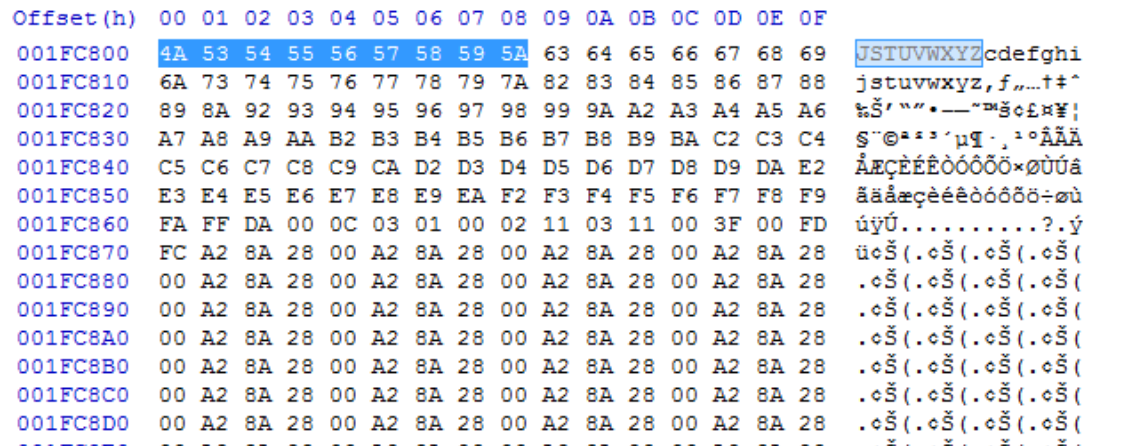 Offset(h) 00 01 02 03 04 05 06 07 08 09 0A 0B 0C 0D 0E 0F
001FC800 4A 53 54 55 56 57 58 59 5A 63 64 65 66 67 68 69 JSTUVWXYZcdefghi
001FC810 6A 73 74 75 76 77 78 79 7A 82 83 84 85 86 87 88 jstuvwxyz‚ƒ„…†‡ˆ
001FC820 89 8A 92 93 94 95 96 97 98 99 9A A2 A3 A4 A5 A6 ‰Š’“”•–—˜™š¢£¤¥¦
001FC830 A7 A8 A9 AA B2 B3 B4 B5 B6 B7 B8 B9 BA C2 C3 C4 §¨©ª²³´µ¶·¸¹ºÂÃÄ
001FC840 C5 C6 C7 C8 C9 CA D2 D3 D4 D5 D6 D7 D8 D9 DA E2 ÅÆÇÈÉÊÒÓÔÕÖ×ØÙÚâ
001FC850 E3 E4 E5 E6 E7 E8 E9 EA F2 F3 F4 F5 F6 F7 F8 F9 ãäåæçèéêòóôõö÷øù
001FC860 FA FF DA 00 0C 03 01 00 02 11 03 11 00 3F 00 FD úÿÚ..........?.ý
001FC870 FC A2 8A 28 00 A2 8A 28 00 A2 8A 28 00 A2 8A 28 ü¢Š(.¢Š(.¢Š(.¢Š(
001FC880 00 A2 8A 28 00 A2 8A 28 00 A2 8A 28 00 A2 8A 28 .¢Š(.¢Š(.¢Š(.¢Š(
001FC890 00 A2 8A 28 00 A2 8A 28 00 A2 8A 28 00 A2 8A 28 .¢Š(.¢Š(.¢Š(.¢Š(
001FC8A0 00 A2 8A 28 00 A2 8A 28 00 A2 8A 28 00 A2 8A 28 .¢Š(.¢Š(.¢Š(.¢Š(
001FC8B0 00 A2 8A 28 00 A2 8A 28 00 A2 8A 28 00 A2 8A 28 .¢Š(.¢Š(.¢Š(.¢Š(
001FC8C0 00 A2 8A 28 00 A2 8A 28 00 A2 8A 28 00 A2 8A 28 .¢Š(.¢Š(.¢Š(.¢Š(
001FC8D0 00 A2 8A 28 00 A2 8A 28 00 A2 8A 28 00 A2 8A 28 .¢Š(.¢Š(.¢Š(.¢Š(